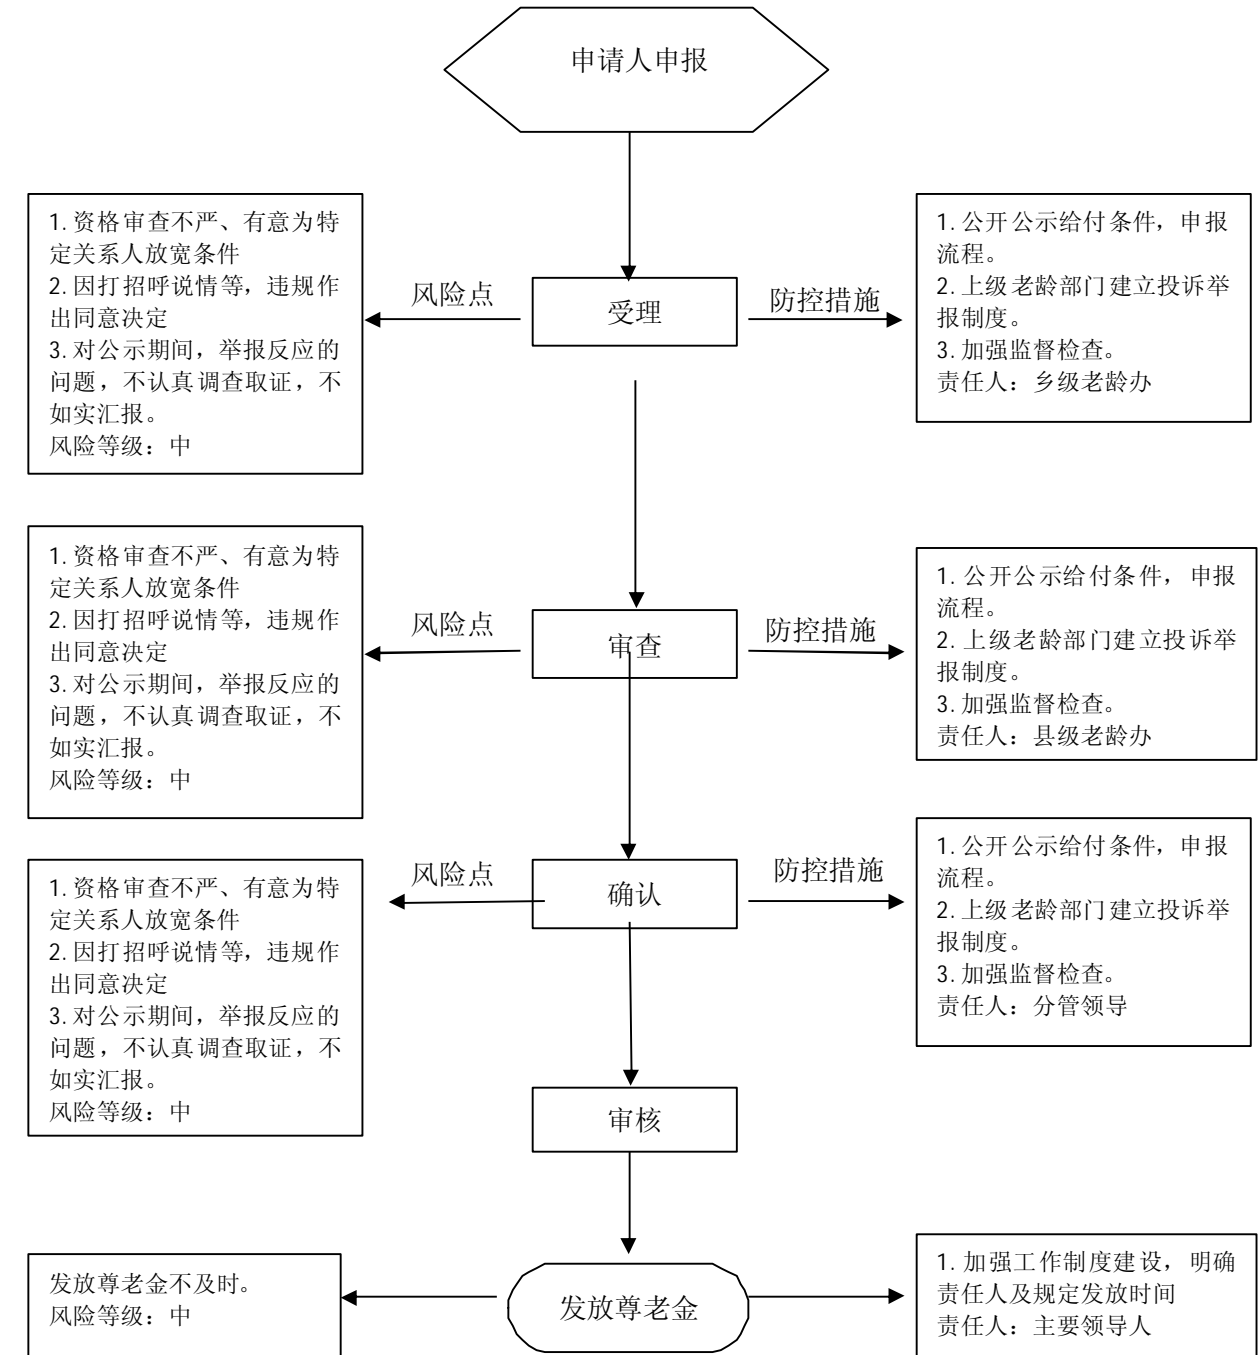 申请人申报
1.资格审查不严、有意为特
定关系人放宽条件
2.因打招呼说情等，违规作
出同意决定
3.对公示期间，举报反应的
问题，不认真调查取证，不
如实汇报。
风险等级：中
风险点
受理
防控措施
1.公开公示给付条件，申报
流程。
2.上级老龄部门建立投诉举
报制度。
3.加强监督检查。
责任人：乡级老龄办
1.资格审查不严、有意为特
定关系人放宽条件
2.因打招呼说情等，违规作
出同意决定
3.对公示期间，举报反应的
问题，不认真调查取证，不
如实汇报。
风险等级：中
风险点
审查
防控措施
1.公开公示给付条件，申报
流程。
2.上级老龄部门建立投诉举
报制度。
3.加强监督检查。
责任人：县级老龄办
1.资格审查不严、有意为特
定关系人放宽条件
2.因打招呼说情等，违规作
出同意决定
3.对公示期间，举报反应的
问题，不认真调查取证，不
如实汇报。
风险等级：中
风险点
确认
防控措施
1.公开公示给付条件，申报
流程。
2.上级老龄部门建立投诉举
报制度。
3.加强监督检查。
责任人：分管领导
审核
发放尊老金不及时。
风险等级：中
发放尊老金
1.加强工作制度建设，明确
责任人及规定发放时间
责任人：主要领导人